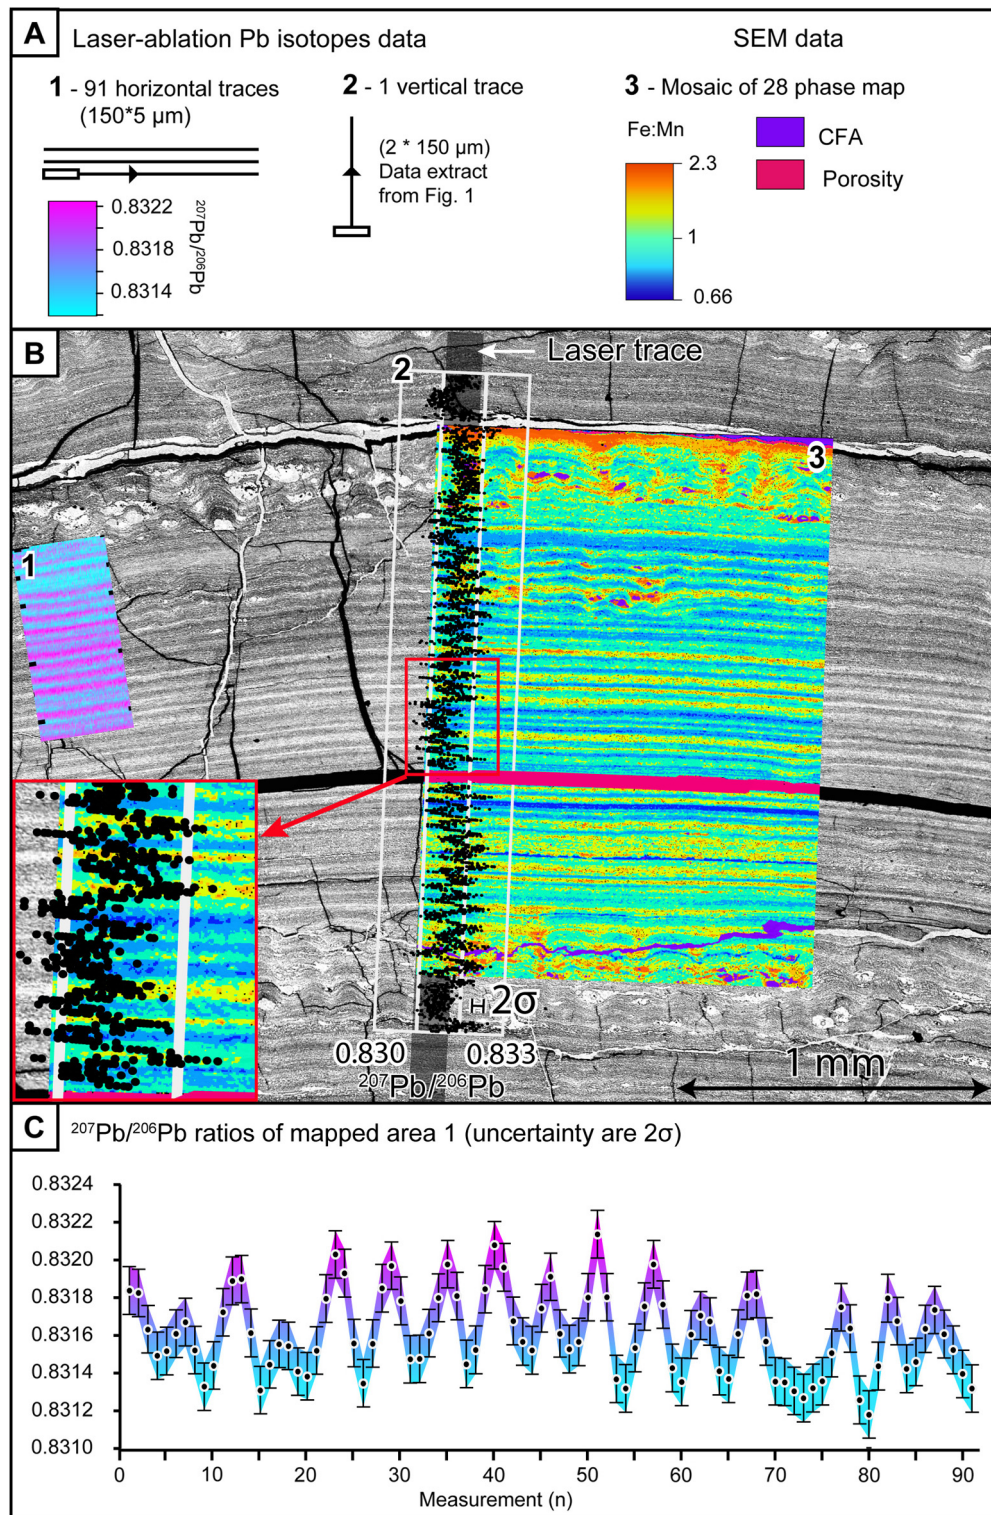 A
Laser-ablation Pb isotopes data
SEM data
1 - 91 horizontal traces
(150*5 µm)
2 - 1 vertical trace
(2 * 150 µm)
Data extract
from Fig. 1
3 - Mosaic of 28 phase map
Fe:Mn
CFA
Porosity
2.3
1
0.66
0.8322
0.8318
0.8314
²⁰⁷Pb/²⁰⁶Pb
B
Laser trace
2
3
1
H 2σ
0.830
0.833
²⁰⁷Pb/²⁰⁶Pb
1 mm
C
²⁰⁷Pb/²⁰⁶Pb ratios of mapped area 1 (uncertainty are 2σ)
0.8324
0.8322
0.8320
0.8318
0.8316
0.8314
0.8312
0.8310
0 10 20 30 40 50 60 70 80 90
Measurement (n)